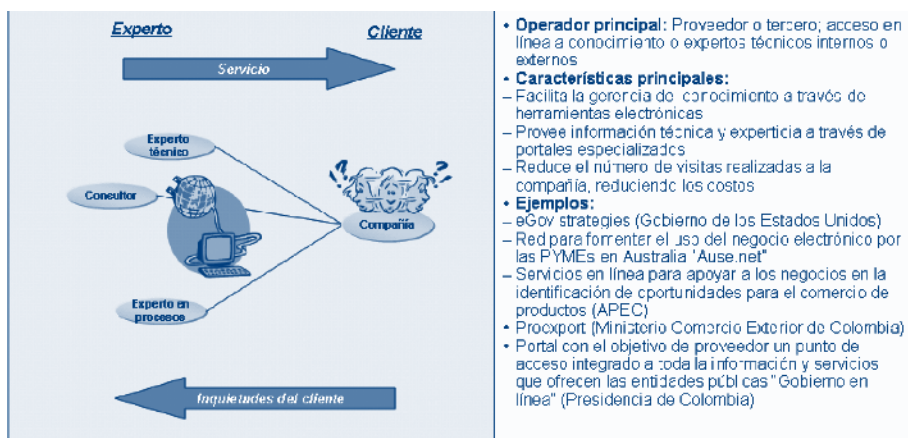 Experto
Cliente
Servicio
Experto
técnico
Consultor
Compañía
Experto en
procesos
Inquietudes del cliente
• Operador principal: Proveedor o tercero; acceso en
línea a conocimiento o expertos técnicos internos o
externos
• Características principales:
– Facilita la gerencia de conocimiento a través de
herramientas electrónicas
– Provee información técnica y experticia a través de
portales especializados
– Reduce el número de visitas realizadas a la
compañía, reduciendo los costos
• Ejemplos:
– eGov strategies (Gobierno de los Estados Unidos)
– Red para fomentar el uso del negocio electrónico por
las PYMEs en Australia "Ause.net"
– Servicios en línea para apoyar a los negocios en la
identificación de oportunidades para el comercio de
productos (APEC)
• Proexport (Ministerio Comercio Exterior de Colombia)
• Portal con el objetivo de proveedor un punto de
acceso integrado a toda la información y servicios
que ofrecen las entidades públicas "Gobierno en
línea" (Presidencia de Colombia)